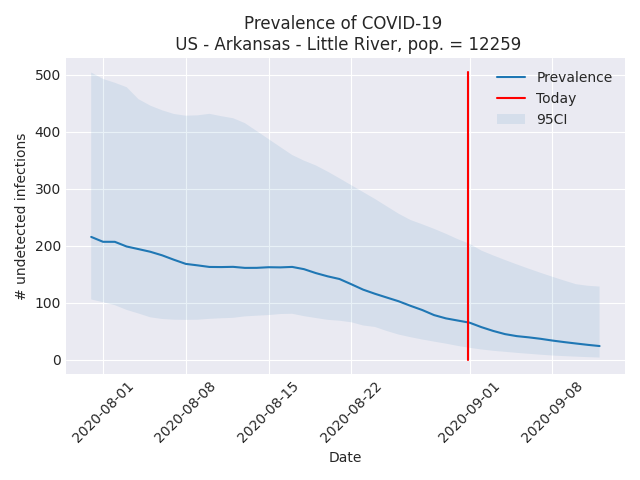 Prevalence of COVID-19
US - Arkansas - Little River, pop. = 12259
Prevalence
Today
95CI
# undetected infections
500
400
300
200
100
0
2020-08-01
2020-08-08
2020-08-15
2020-08-22
2020-09-01
2020-09-08
Date